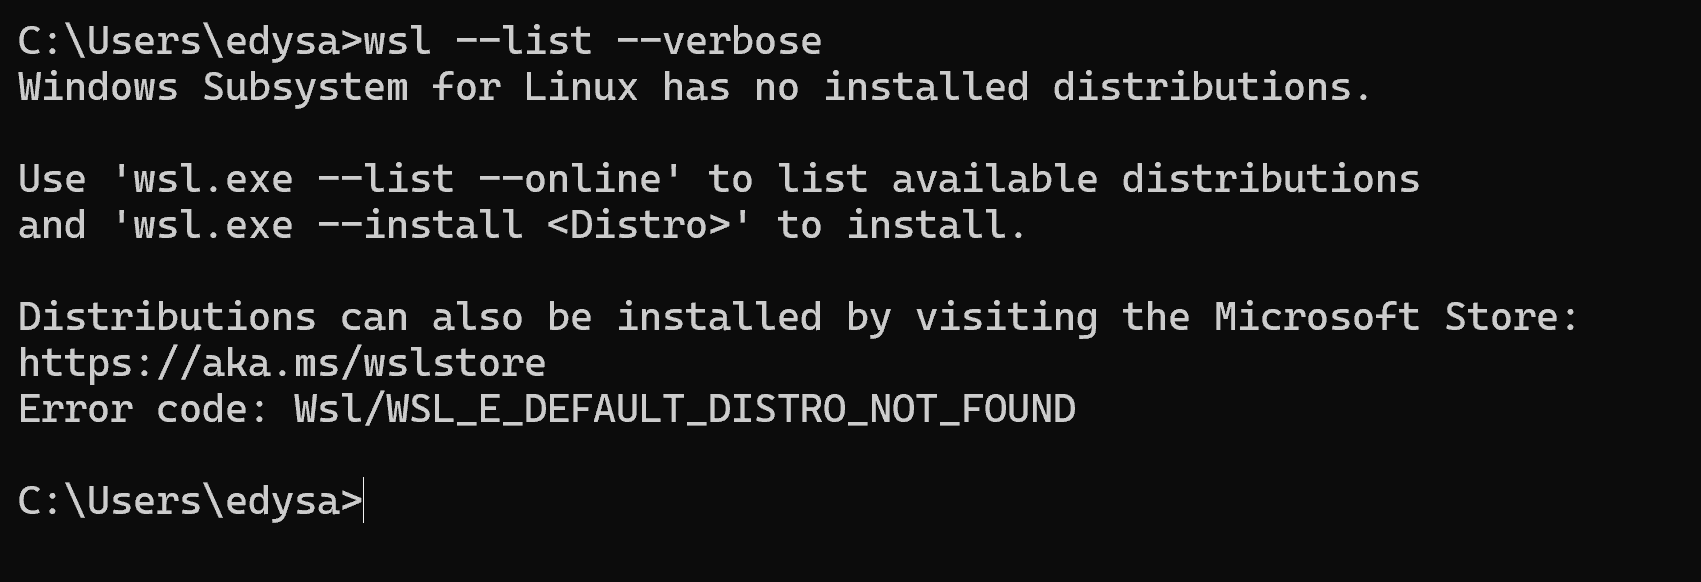 C:\Users\edysa>wsl --list --verbose
Windows Subsystem for Linux has no installed distributions.
Use 'wsl.exe --list --online' to list available distributions
and 'wsl.exe --install <Distro>' to install.
Distributions can also be installed by visiting the Microsoft Store:
https://aka.ms/wslstore
Error code: Wsl/WSL_E_DEFAULT_DISTRO_NOT_FOUND
C:\Users\edysa>